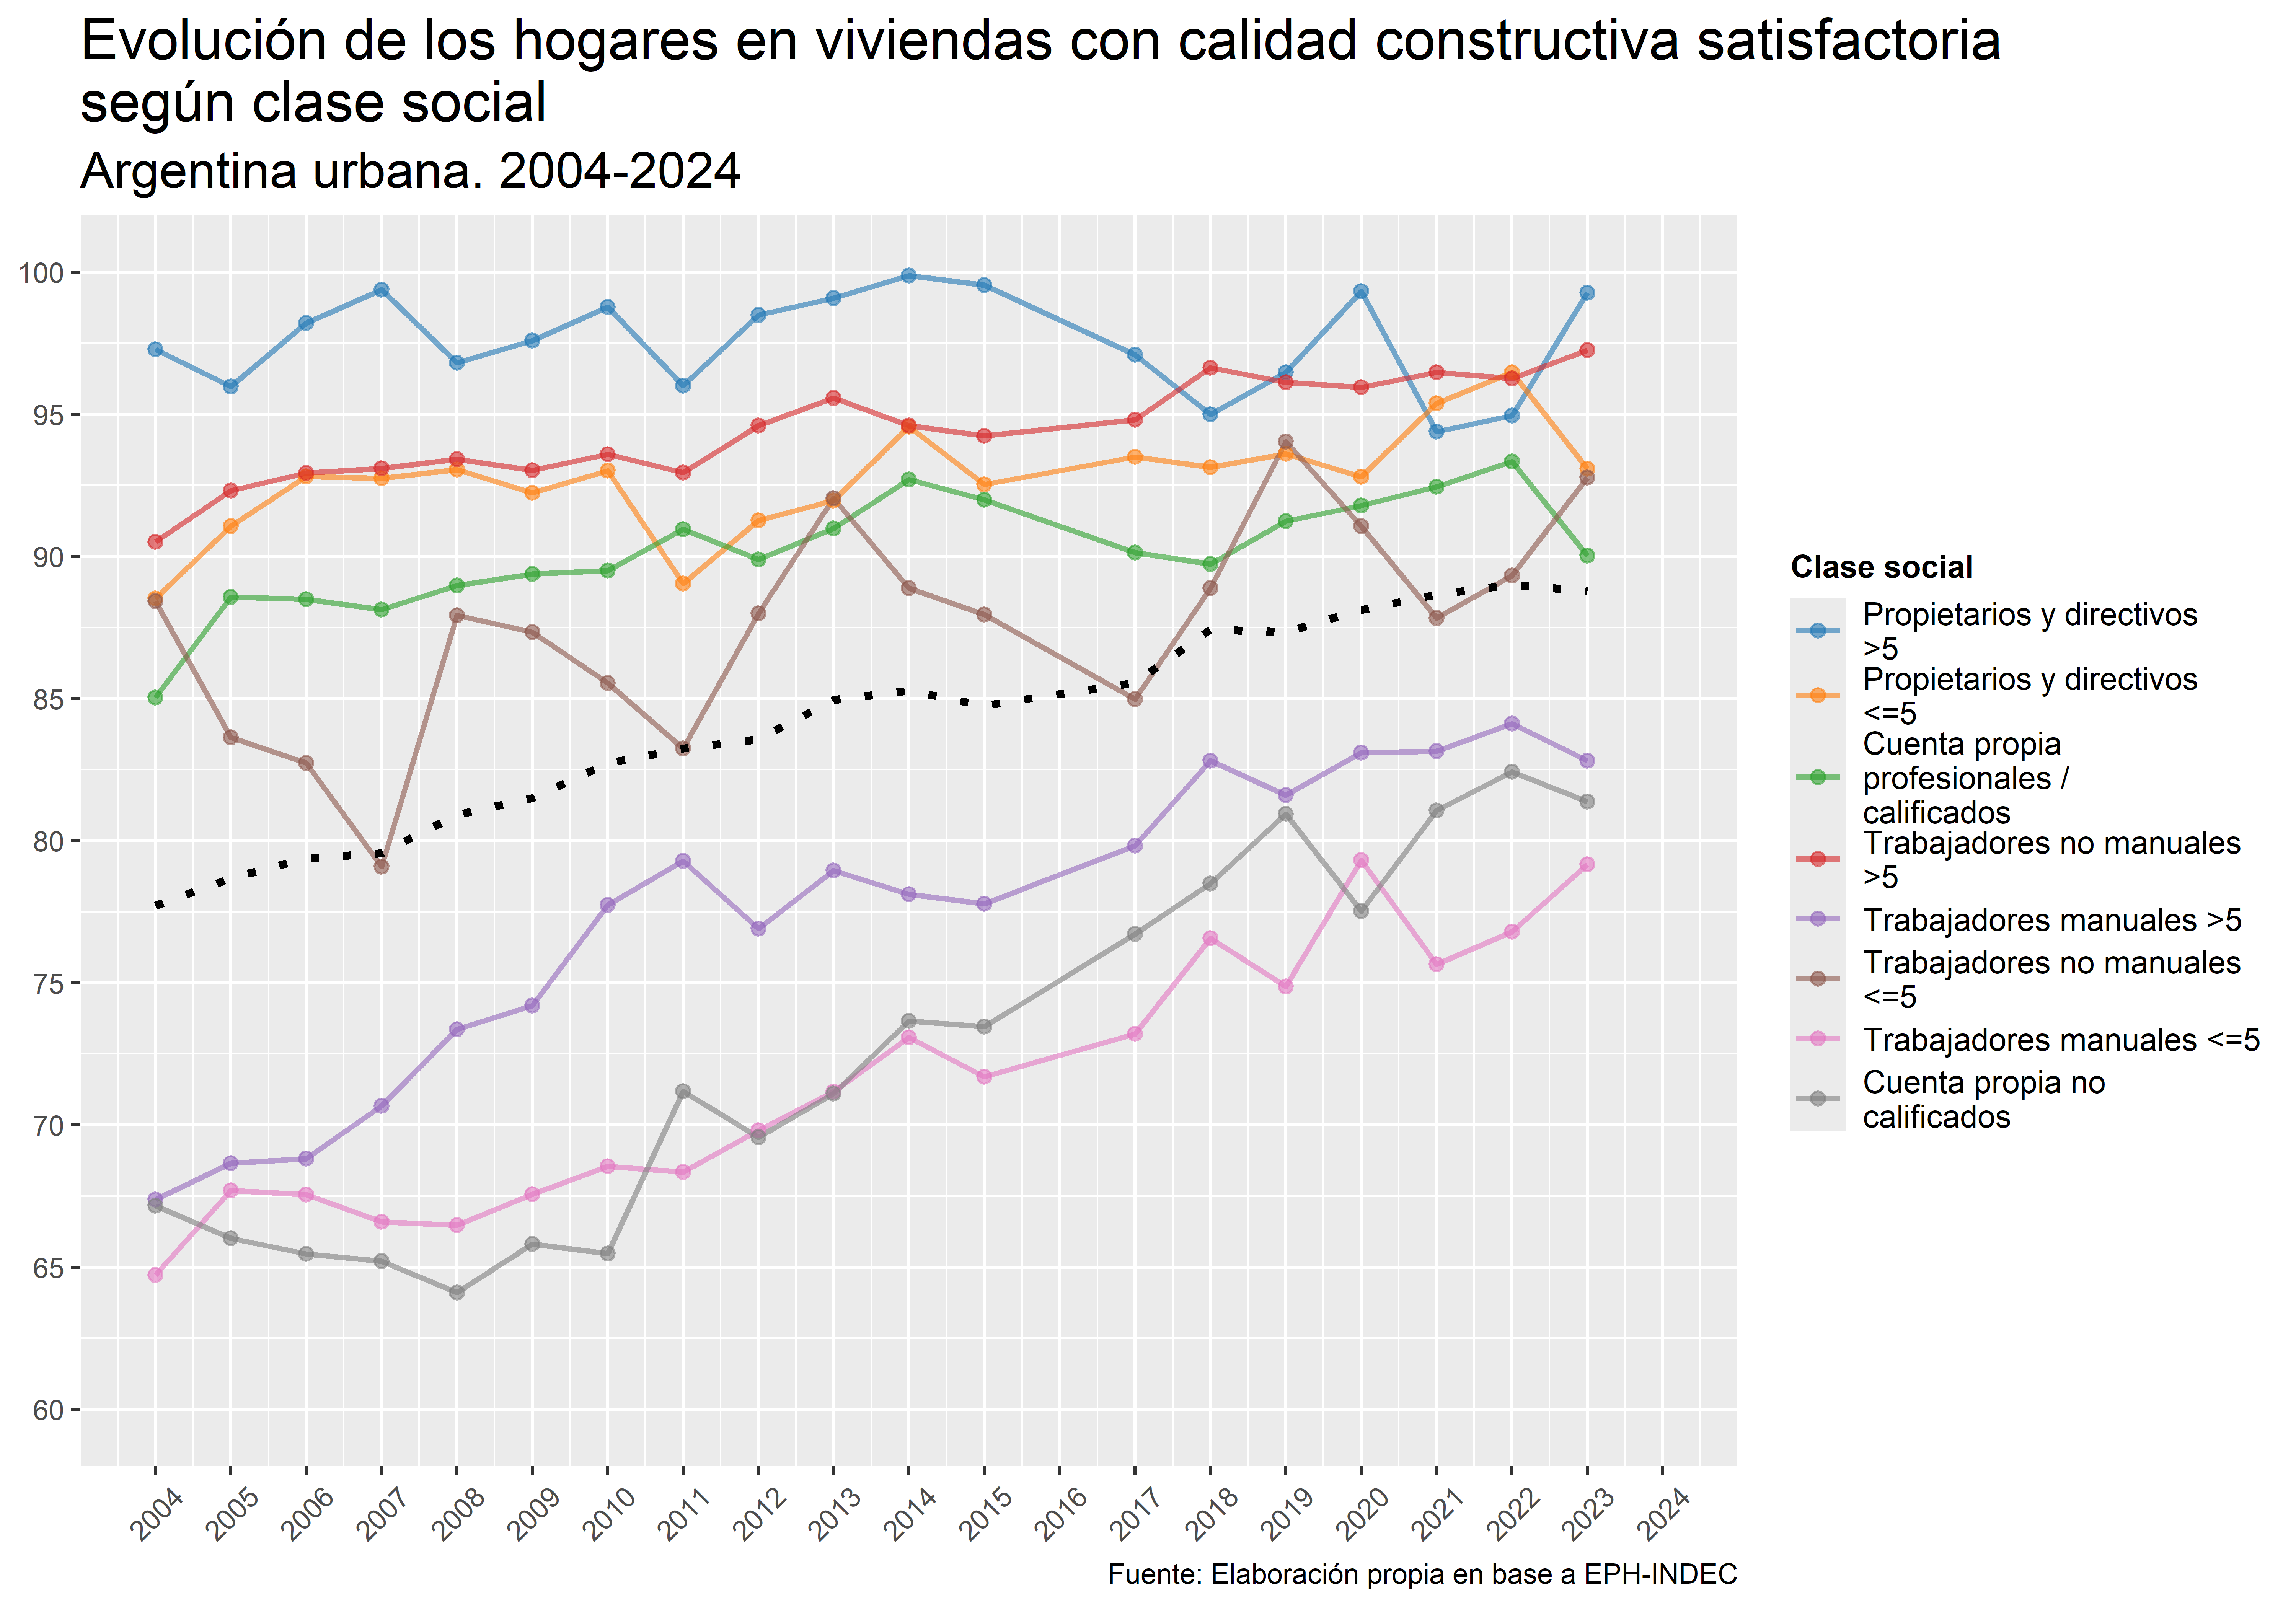 Evolución de los hogares en viviendas con calidad constructiva satisfactoria
según clase social
Argentina urbana. 2004-2024
100
95
90
85
80
75
70
65
60
2004
2005
2006
2007
2008
2009
2010
2011
2012
2013
2014
2015
2016
2017
2018
2019
2020
2021
2022
2023
2024
Clase social
Propietarios y directivos
>5
Propietarios y directivos
<=5
Cuenta propia
profesionales /
calificados
Trabajadores no manuales
>5
Trabajadores manuales >5
Trabajadores no manuales
<=5
Trabajadores manuales <=5
Cuenta propia no
calificados
Fuente: Elaboración propia en base a EPH-INDEC